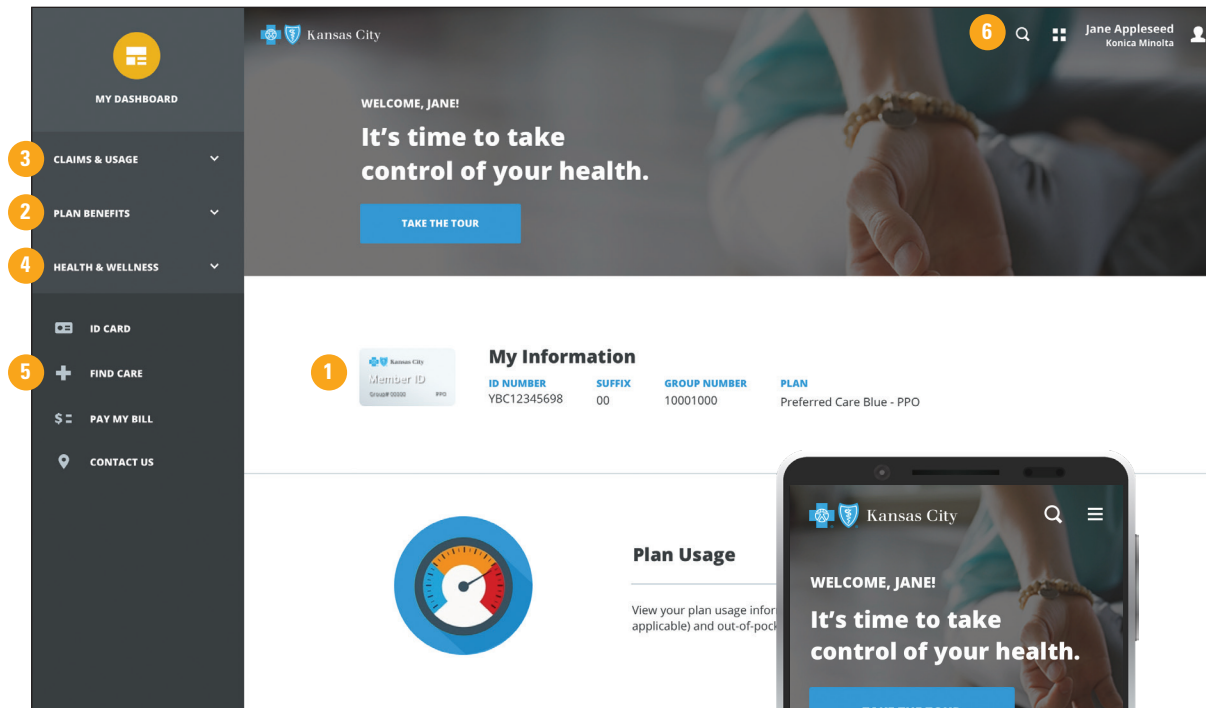 MY DASHBOARD
3 CLAIMS & USAGE
2 PLAN BENEFITS
4 HEALTH & WELLNESS
ID CARD
5 FIND CARE
PAY MY BILL
CONTACT US
Kansas City
6
Jane Appleseed
Konica Minolta
WELCOME, JANE!
It's time to take
control of your health.
TAKE THE TOUR
1
Kansas City
Member ID
Group# 00000 PPO
My Information
ID NUMBER SUFFIX GROUP NUMBER PLAN
YBC12345698 00 10001000 Preferred Care Blue - PPO
Plan Usage
View your plan usage infor
applicable) and out-of-pock
Kansas City
WELCOME, JANE!
It's time to take
control of your health.